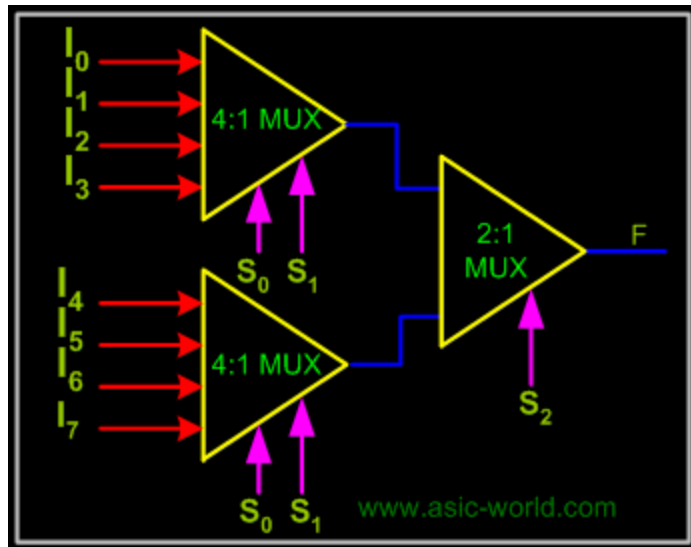 I0
I1
I2
I3
4:1 MUX
S0 S1
2:1
MUX
F
S2
I4
I5
I6
I7
4:1 MUX
S0 S1
www.asic-world.com